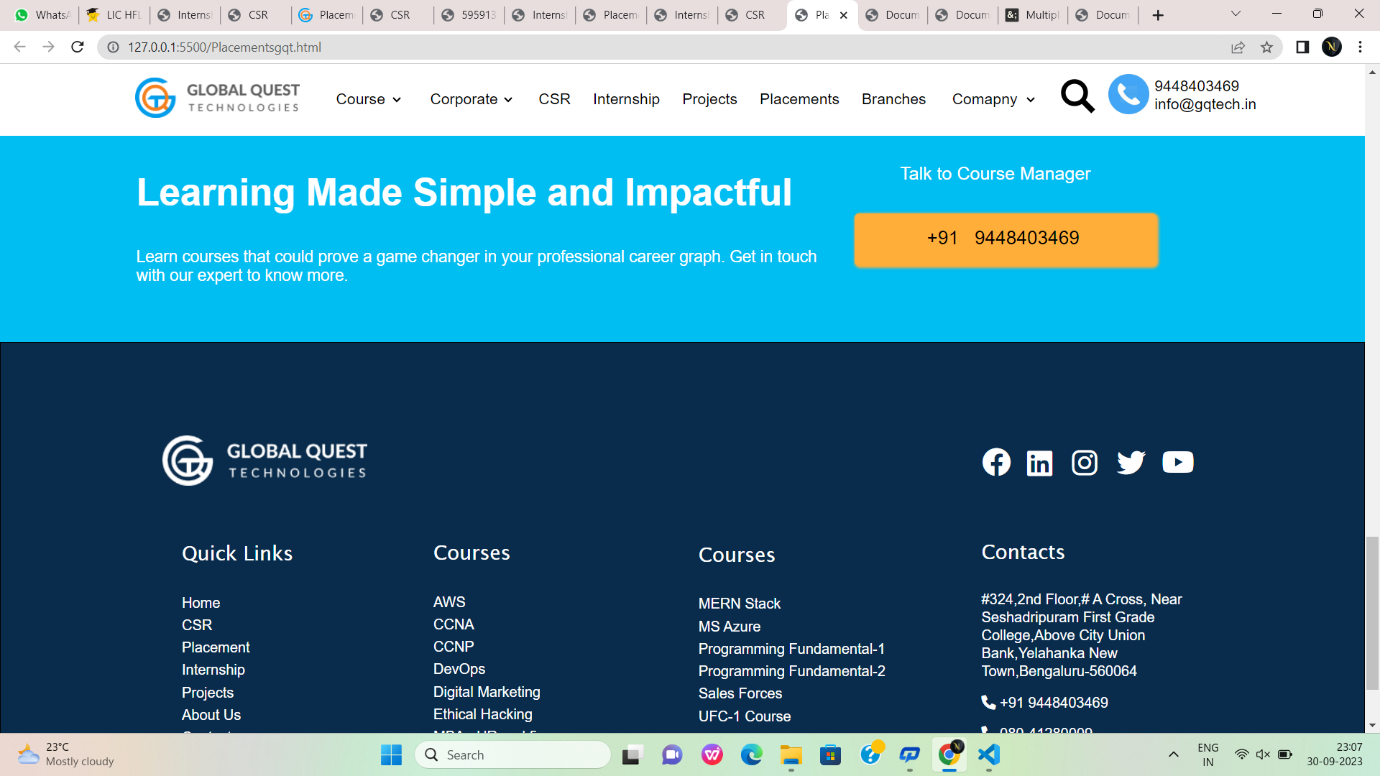 WhatsA
LIC HFL
Internsh
CSR
Placem
CSR
595913
Internsh
Placem
Internsh
CSR
Pla
Docum
Docum
Multipl
Docum
127.0.0.1:5500/Placementsgqt.html
GLOBAL QUEST
TECHNOLOGIES
Course
Corporate
CSR
Internship
Projects
Placements
Branches
Comapny
9448403469
info@gqtech.in
Learning Made Simple and Impactful
Learn courses that could prove a game changer in your professional career graph. Get in touch
with our expert to know more.
Talk to Course Manager
+91 9448403469
GLOBAL QUEST
TECHNOLOGIES
Quick Links
Home
CSR
Placement
Internship
Projects
About Us
Courses
AWS
CCNA
CCNP
DevOps
Digital Marketing
Ethical Hacking
Courses
MERN Stack
MS Azure
Programming Fundamental-1
Programming Fundamental-2
Sales Forces
UFC-1 Course
Contacts
#324,2nd Floor,# A Cross, Near
Seshadripuram First Grade
College,Above City Union
Bank,Yelahanka New
Town,Bengaluru-560064
+91 9448403469
23°C
Mostly cloudy
Search
ENG
IN
23:07
30-09-2023